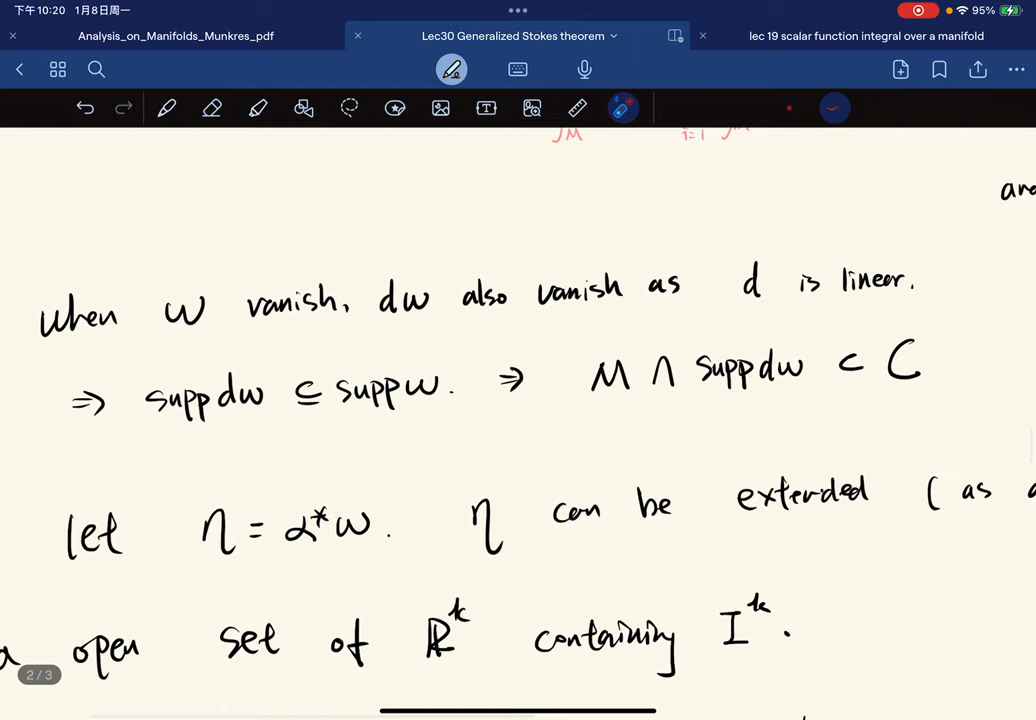 下午10:20 1月8日周一
95%
Analysis_on_Manifolds_Munkres_pdf
Lec30 Generalized Stokes theorem
lec 19 scalar function integral over a manifold
M i=1
and
when ω vanish, dω also vanish as d is linear.
⇒ supp dω ⊆ supp ω. ⇒ M ∩ supp dω ⊂ C
let η = α*ω. η can be extended (as a
a open set of ℝ^k containing I^k.
2 / 3